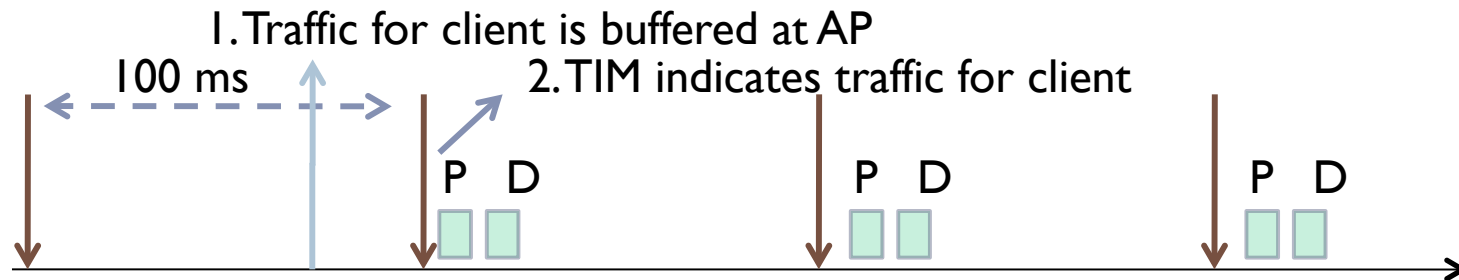 1. Traffic for client is buffered at AP
100 ms
2. TIM indicates traffic for client
P D
P D
P D